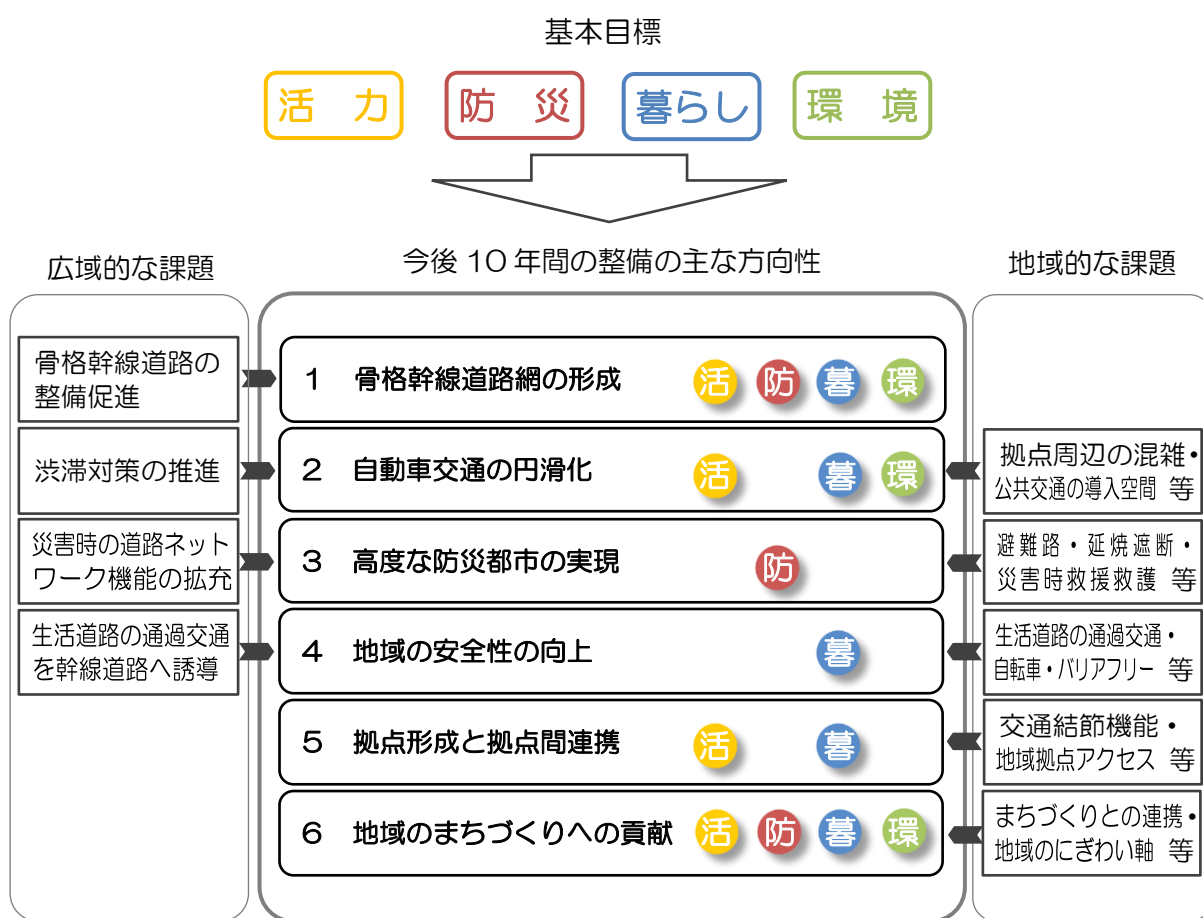 基本目標
活 力
防 災
暮らし
環 境
今後 10 年間の整備の主な方向性
広域的な課題
骨格幹線道路の
整備促進
渋滞対策の推進
災害時の道路ネット
ワーク機能の拡充
生活道路の通過交通
を幹線道路へ誘導
1 骨格幹線道路網の形成 活 防 暮 環
2 自動車交通の円滑化 活 暮 環
3 高度な防災都市の実現 防
4 地域の安全性の向上 暮
5 拠点形成と拠点間連携 活 暮
6 地域のまちづくりへの貢献 活 防 暮 環
地域的な課題
拠点周辺の混雑・
公共交通の導入空間 等
避難路・延焼遮断・
災害時救援救護 等
生活道路の通過交通・
自転車・バリアフリー 等
交通結節機能・
地域拠点アクセス 等
まちづくりとの連携・
地域のにぎわい軸 等